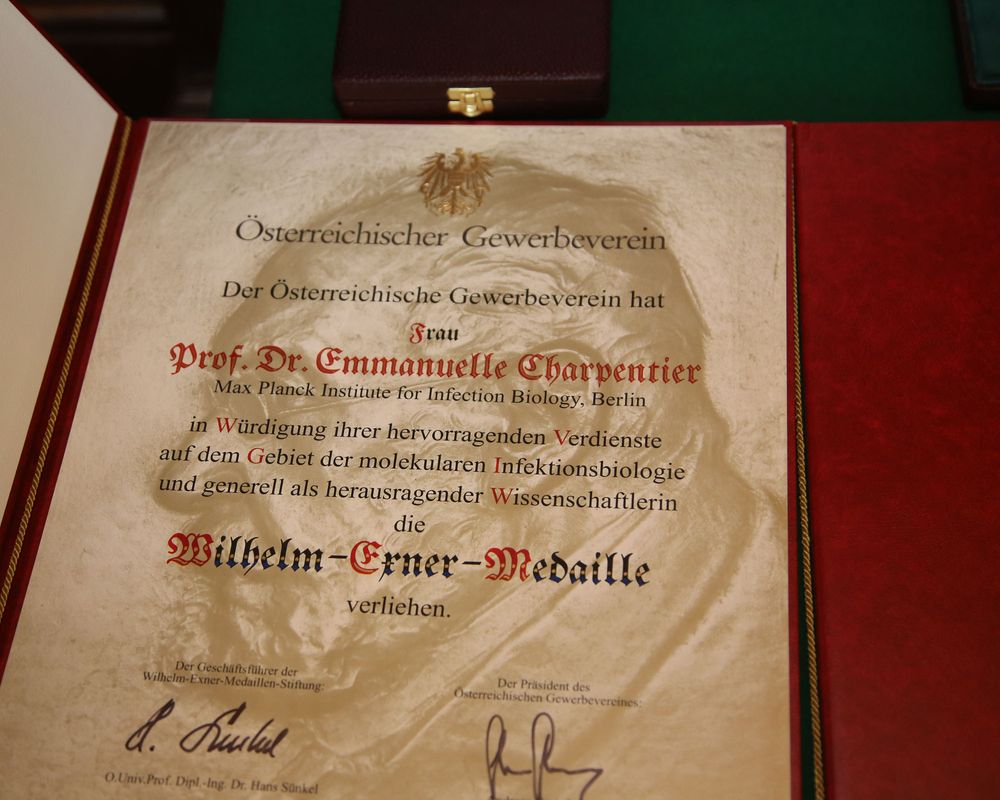 Österreichischer Gewerbeverein
Der Österreichische Gewerbeverein hat
Frau
Prof. Dr. Emmanuelle Charpentier
Max Planck Institute for Infection Biology, Berlin
in Würdigung ihrer hervorragenden Verdienste
auf dem Gebiet der molekularen Infektionsbiologie
und generell als herausragender Wissenschaftlerin
die
Wilhelm-Exner-Medaille
verliehen.
Der Geschäftsführer der
Wilhelm-Exner-Medaillen-Stiftung:
H. Sünkel
O.Univ.Prof. Dipl.-Ing. Dr. Hans Sünkel
Der Präsident des
Österreichischen Gewerbevereines: